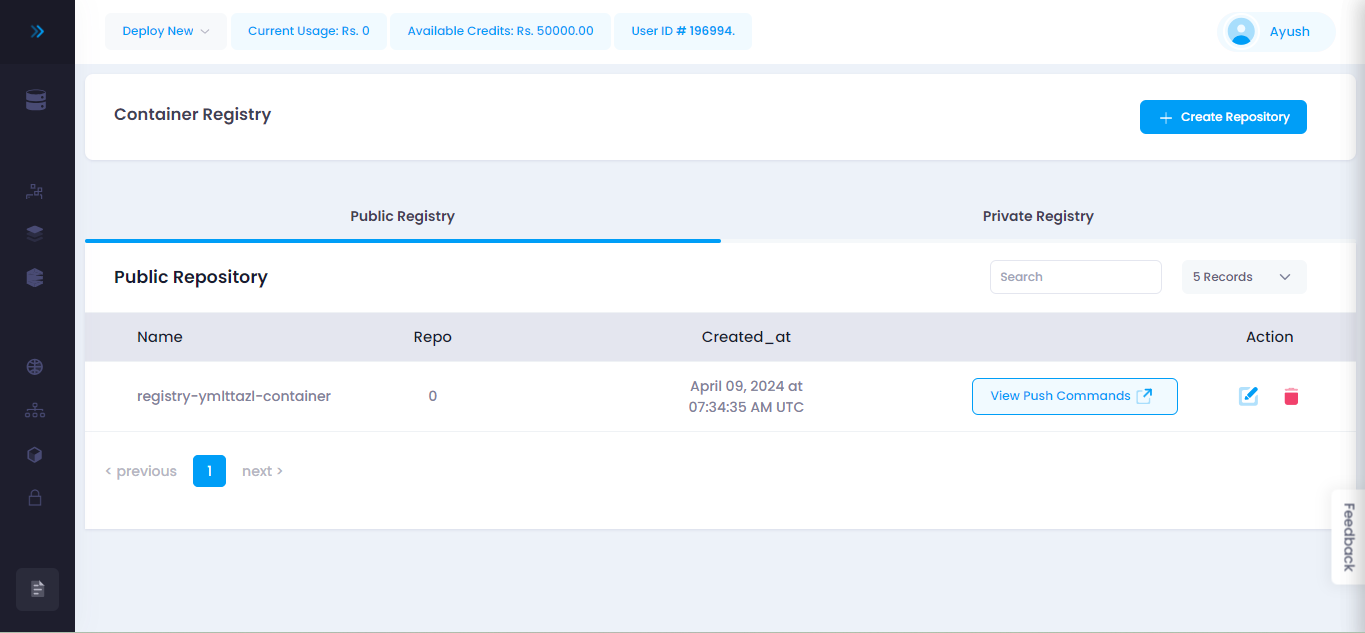 Deploy New
Current Usage: Rs. 0
Available Credits: Rs. 50000.00
User ID # 196994.
Ayush
Container Registry
Create Repository
Public Registry
Private Registry
Public Repository
Search
5 Records
Name
Repo
Created_at
Action
registry-ymlttazl-container
0
April 09, 2024 at
07:34:35 AM UTC
View Push Commands
< previous
1
next >
Feedback